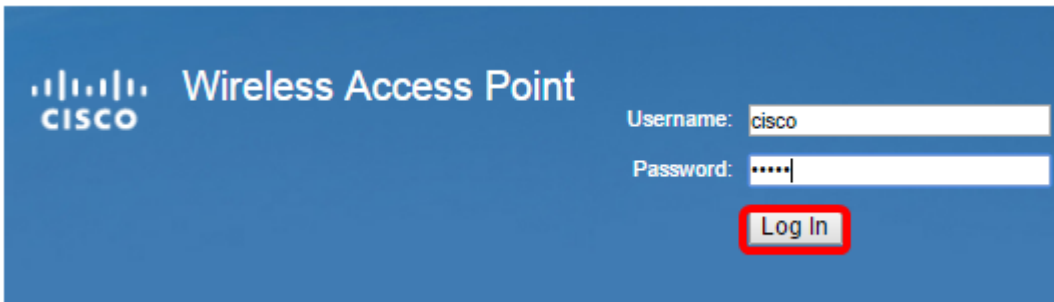 Wireless Access Point
CISCO
Username: cisco
Password: •••••
Log In